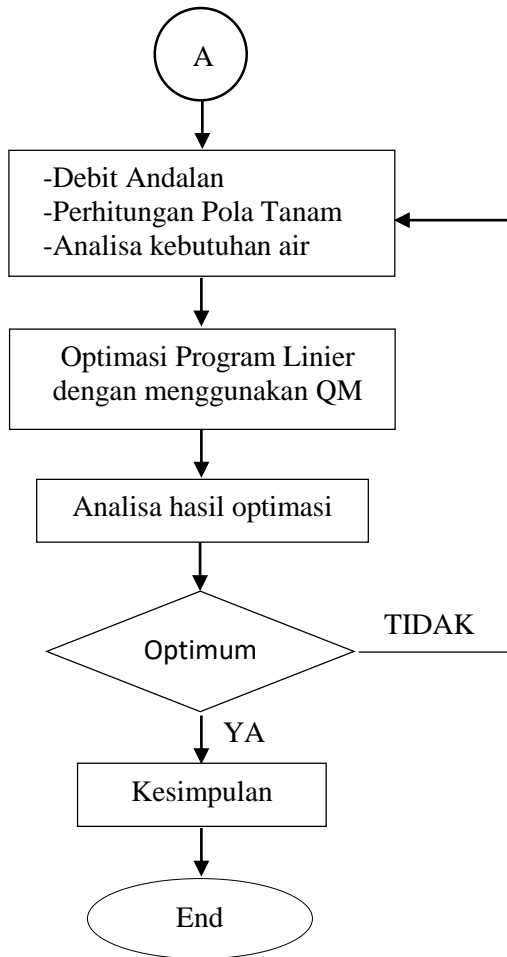 A
-Debit Andalan
-Perhitungan Pola Tanam
-Analisa kebutuhan air
Optimasi Program Linier
dengan menggunakan QM
Analisa hasil optimasi
Optimum
TIDAK
YA
Kesimpulan
End